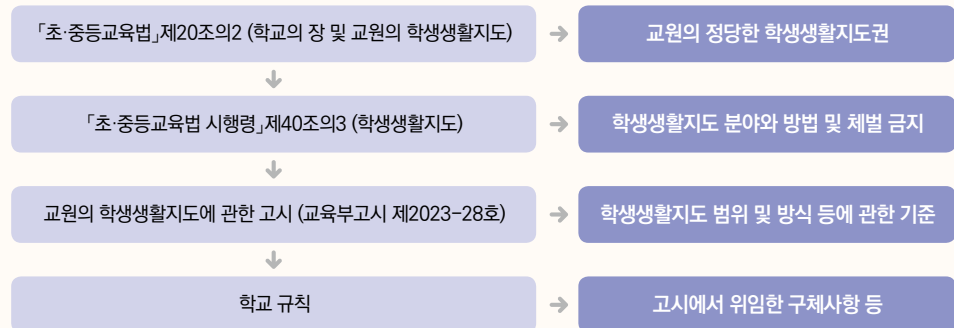 「초·중등교육법」제20조의2 (학교의 장 및 교원의 학생생활지도) → 교원의 정당한 학생생활지도권
「초·중등교육법 시행령」제40조의3 (학생생활지도) → 학생생활지도 분야와 방법 및 체벌 금지
교원의 학생생활지도에 관한 고시 (교육부고시 제2023-28호) → 학생생활지도 범위 및 방식 등에 관한 기준
학교 규칙 → 고시에서 위임한 구체사항 등